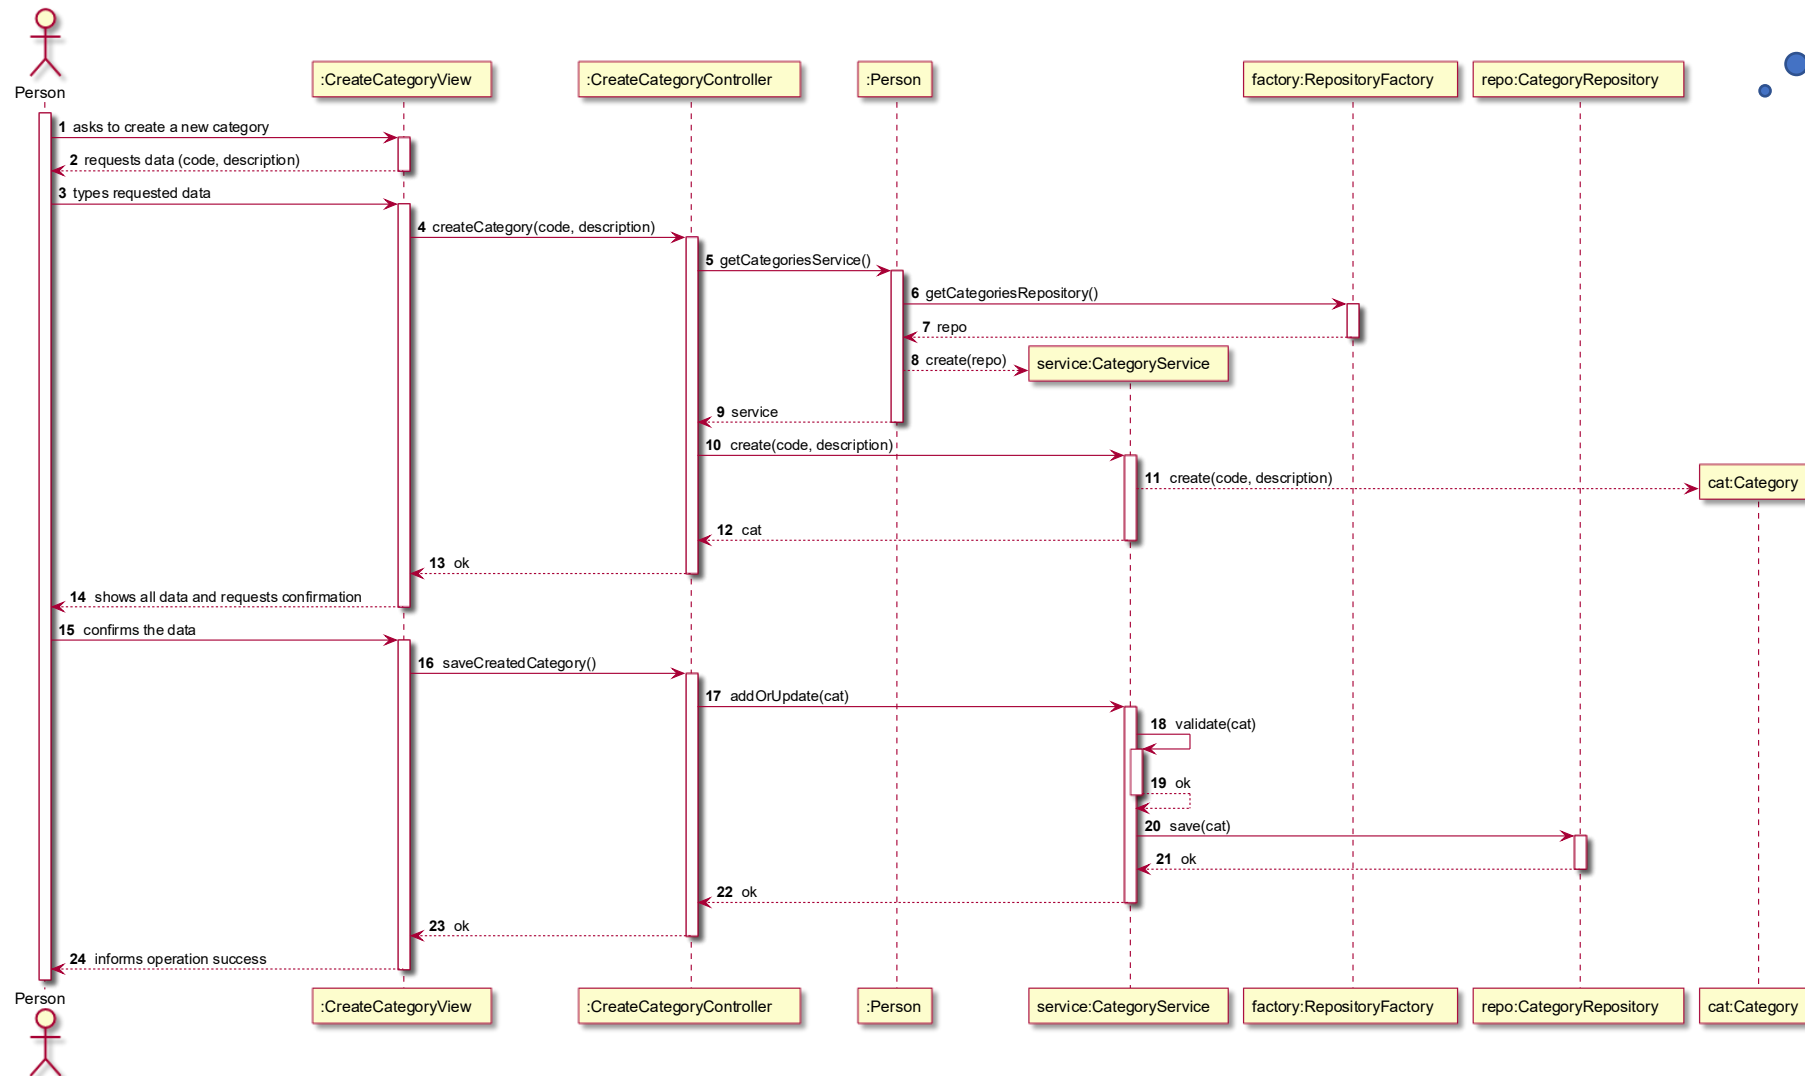 Person
:CreateCategoryView
:CreateCategoryController
:Person
factory:RepositoryFactory
repo:CategoryRepository
1 asks to create a new category
2 requests data (code, description)
3 types requested data
4 createCategory(code, description)
5 getCategoriesService()
6 getCategoriesRepository()
7 repo
8 create(repo)
service:CategoryService
9 service
10 create(code, description)
11 create(code, description)
cat:Category
12 cat
13 ok
14 shows all data and requests confirmation
15 confirms the data
16 saveCreatedCategory()
17 addOrUpdate(cat)
18 validate(cat)
19 ok
20 save(cat)
21 ok
22 ok
23 ok
24 informs operation success
Person
:CreateCategoryView
:CreateCategoryController
:Person
service:CategoryService
factory:RepositoryFactory
repo:CategoryRepository
cat:Category